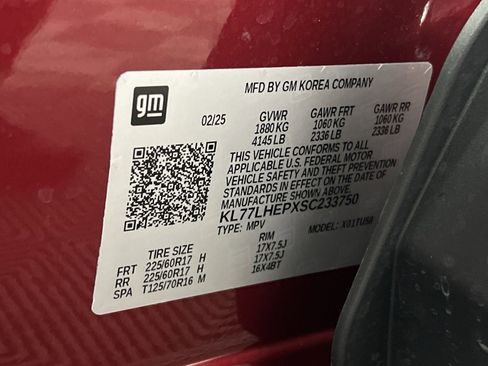 gm
MFD BY GM KOREA COMPANY
02/25 GVWR GAWR FRT GAWR RR
1880 KG 1060 KG 1060 KG
4145 LB 2336 LB 2336 LB
THIS VEHICLE CONFORMS TO ALL
APPLICABLE U.S. FEDERAL MOTOR
VEHICLE SAFETY AND THEFT PREVENTION
STANDARDS IN EFFECT ON THE DATE OF
MANUFACTURE SHOWN ABOVE.
KL77LHEPXSC233750
TYPE: MPV MODEL:
TIRE SIZE RIM
FRT 225/60R17 H 17X7.5J
RR 225/60R17 H 17X7.5J
SPA T125/70R16 M 16X4BT